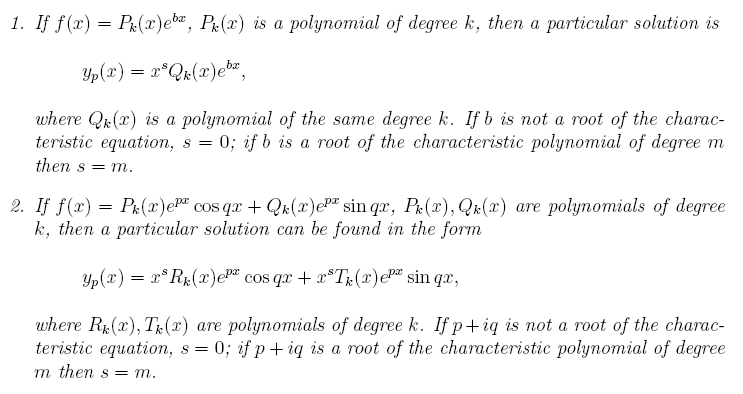 1. If f(x) = P_k(x)e^{bx}, P_k(x) is a polynomial of degree k, then a particular solution is
y_p(x) = x^s Q_k(x)e^{bx},
where Q_k(x) is a polynomial of the same degree k. If b is not a root of the charac-
teristic equation, s = 0; if b is a root of the characteristic polynomial of degree m
then s = m.
2. If f(x) = P_k(x)e^{px} cos qx + Q_k(x)e^{px} sin qx, P_k(x), Q_k(x) are polynomials of degree
k, then a particular solution can be found in the form
y_p(x) = x^s R_k(x)e^{px} cos qx + x^s T_k(x)e^{px} sin qx,
where R_k(x), T_k(x) are polynomials of degree k. If p + iq is not a root of the charac-
teristic equation, s = 0; if p + iq is a root of the characteristic polynomial of degree
m then s = m.